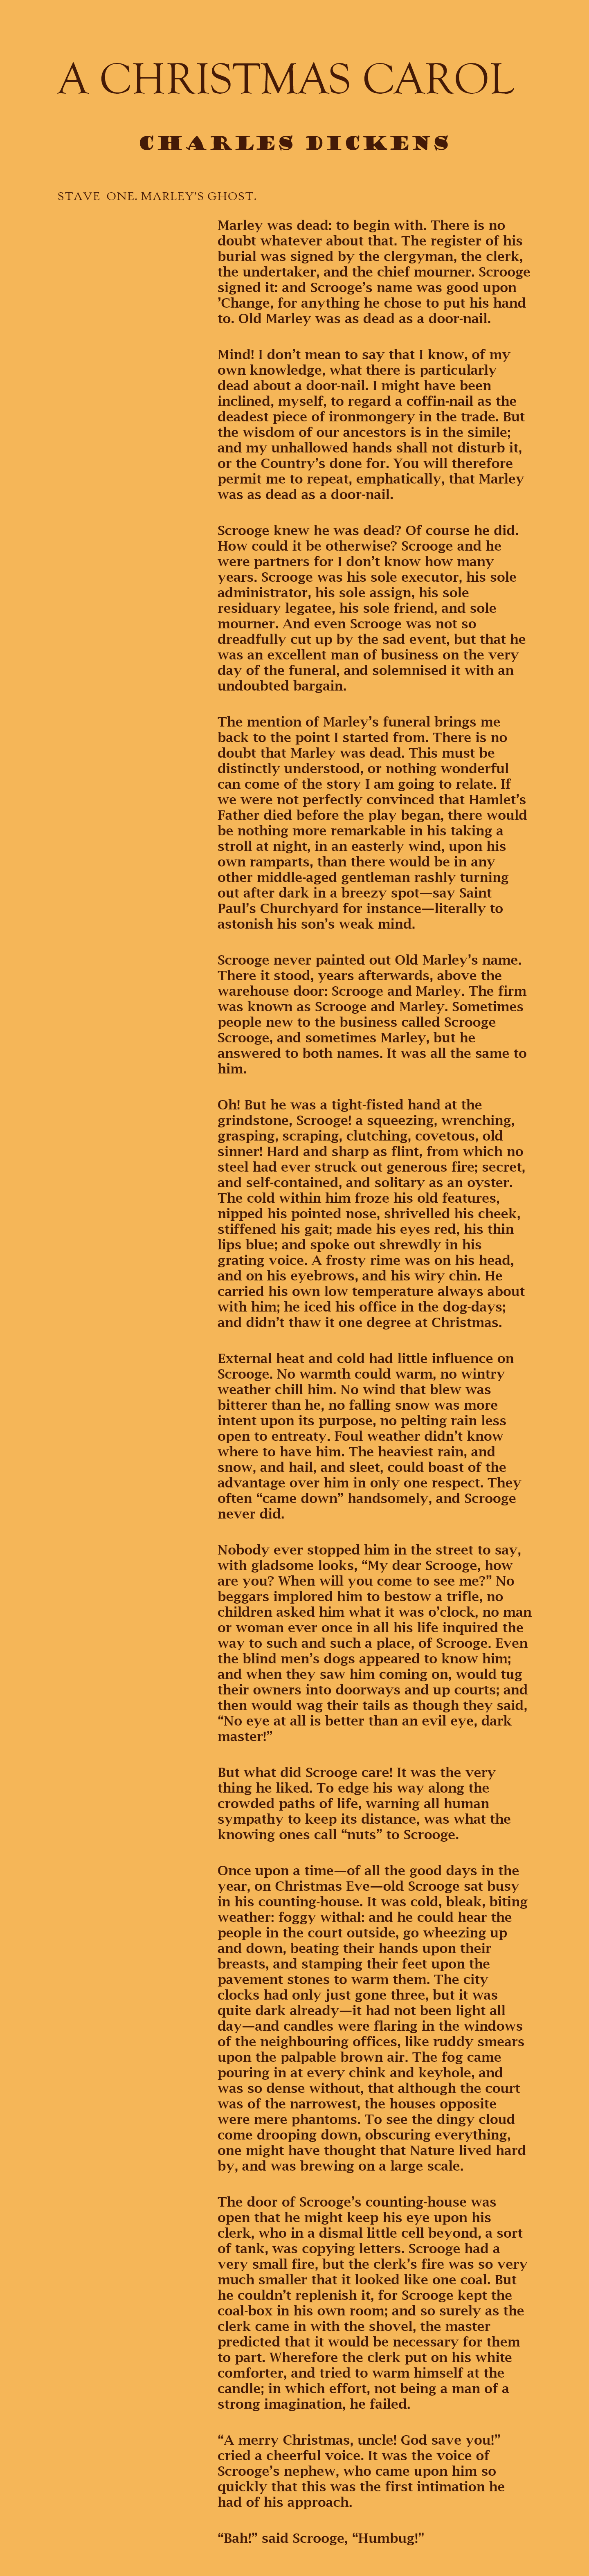 A CHRISTMAS CAROL
CHARLES DICKENS
STAVE ONE. MARLEY'S GHOST.
Marley was dead: to begin with. There is no
doubt whatever about that. The register of his
burial was signed by the clergyman, the clerk,
the undertaker, and the chief mourner. Scrooge
signed it: and Scrooge's name was good upon
'Change, for anything he chose to put his hand
to. Old Marley was as dead as a door-nail.
Mind! I don't mean to say that I know, of my
own knowledge, what there is particularly
dead about a door-nail. I might have been
inclined, myself, to regard a coffin-nail as the
deadest piece of ironmongery in the trade. But
the wisdom of our ancestors is in the simile;
and my unhallowed hands shall not disturb it,
or the Country's done for. You will therefore
permit me to repeat, emphatically, that Marley
was as dead as a door-nail.
Scrooge knew he was dead? Of course he did.
How could it be otherwise? Scrooge and he
were partners for I don't know how many
years. Scrooge was his sole executor, his sole
administrator, his sole assign, his sole
residuary legatee, his sole friend, and sole
mourner. And even Scrooge was not so
dreadfully cut up by the sad event, but that he
was an excellent man of business on the very
day of the funeral, and solemnised it with an
undoubted bargain.
The mention of Marley's funeral brings me
back to the point I started from. There is no
doubt that Marley was dead. This must be
distinctly understood, or nothing wonderful
can come of the story I am going to relate. If
we were not perfectly convinced that Hamlet's
Father died before the play began, there would
be nothing more remarkable in his taking a
stroll at night, in an easterly wind, upon his
own ramparts, than there would be in any
other middle-aged gentleman rashly turning
out after dark in a breezy spot—say Saint
Paul's Churchyard for instance—literally to
astonish his son's weak mind.
Scrooge never painted out Old Marley's name.
There it stood, years afterwards, above the
warehouse door: Scrooge and Marley. The firm
was known as Scrooge and Marley. Sometimes
people new to the business called Scrooge
Scrooge, and sometimes Marley, but he
answered to both names. It was all the same to
him.
Oh! But he was a tight-fisted hand at the
grindstone, Scrooge! a squeezing, wrenching,
grasping, scraping, clutching, covetous, old
sinner! Hard and sharp as flint, from which no
steel had ever struck out generous fire; secret,
and self-contained, and solitary as an oyster.
The cold within him froze his old features,
nipped his pointed nose, shrivelled his cheek,
stiffened his gait; made his eyes red, his thin
lips blue; and spoke out shrewdly in his
grating voice. A frosty rime was on his head,
and on his eyebrows, and his wiry chin. He
carried his own low temperature always about
with him; he iced his office in the dog-days;
and didn't thaw it one degree at Christmas.
External heat and cold had little influence on
Scrooge. No warmth could warm, no wintry
weather chill him. No wind that blew was
bitterer than he, no falling snow was more
intent upon its purpose, no pelting rain less
open to entreaty. Foul weather didn't know
where to have him. The heaviest rain, and
snow, and hail, and sleet, could boast of the
advantage over him in only one respect. They
often “came down” handsomely, and Scrooge
never did.
Nobody ever stopped him in the street to say,
with gladsome looks, “My dear Scrooge, how
are you? When will you come to see me?” No
beggars implored him to bestow a trifle, no
children asked him what it was o'clock, no man
or woman ever once in all his life inquired the
way to such and such a place, of Scrooge. Even
the blind men's dogs appeared to know him;
and when they saw him coming on, would tug
their owners into doorways and up courts; and
then would wag their tails as though they said,
“No eye at all is better than an evil eye, dark
master!”
But what did Scrooge care! It was the very
thing he liked. To edge his way along the
crowded paths of life, warning all human
sympathy to keep its distance, was what the
knowing ones call “nuts” to Scrooge.
Once upon a time—of all the good days in the
year, on Christmas Eve—old Scrooge sat busy
in his counting-house. It was cold, bleak, biting
weather: foggy withal: and he could hear the
people in the court outside, go wheezing up
and down, beating their hands upon their
breasts, and stamping their feet upon the
pavement stones to warm them. The city
clocks had only just gone three, but it was
quite dark already—it had not been light all
day—and candles were flaring in the windows
of the neighbouring offices, like ruddy smears
upon the palpable brown air. The fog came
pouring in at every chink and keyhole, and
was so dense without, that although the court
was of the narrowest, the houses opposite
were mere phantoms. To see the dingy cloud
come drooping down, obscuring everything,
one might have thought that Nature lived hard
by, and was brewing on a large scale.
The door of Scrooge's counting-house was
open that he might keep his eye upon his
clerk, who in a dismal little cell beyond, a sort
of tank, was copying letters. Scrooge had a
very small fire, but the clerk's fire was so very
much smaller that it looked like one coal. But
he couldn't replenish it, for Scrooge kept the
coal-box in his own room; and so surely as the
clerk came in with the shovel, the master
predicted that it would be necessary for them
to part. Wherefore the clerk put on his white
comforter, and tried to warm himself at the
candle; in which effort, not being a man of a
strong imagination, he failed.
“A merry Christmas, uncle! God save you!”
cried a cheerful voice. It was the voice of
Scrooge's nephew, who came upon him so
quickly that this was the first intimation he
had of his approach.
“Bah!” said Scrooge, “Humbug!”